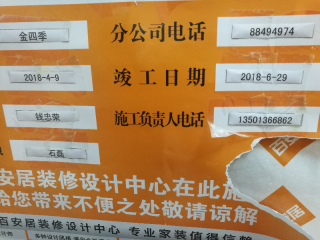 金四季 分公司电话 88494974
2018-4-9 竣工日期 2018-6-29
钱忠荣 施工负责人电话 13501366862
石磊
安居装修设计中心在此施
给您带来不便之处敬请谅解
百安居装修设计中心 专业家装值得信赖